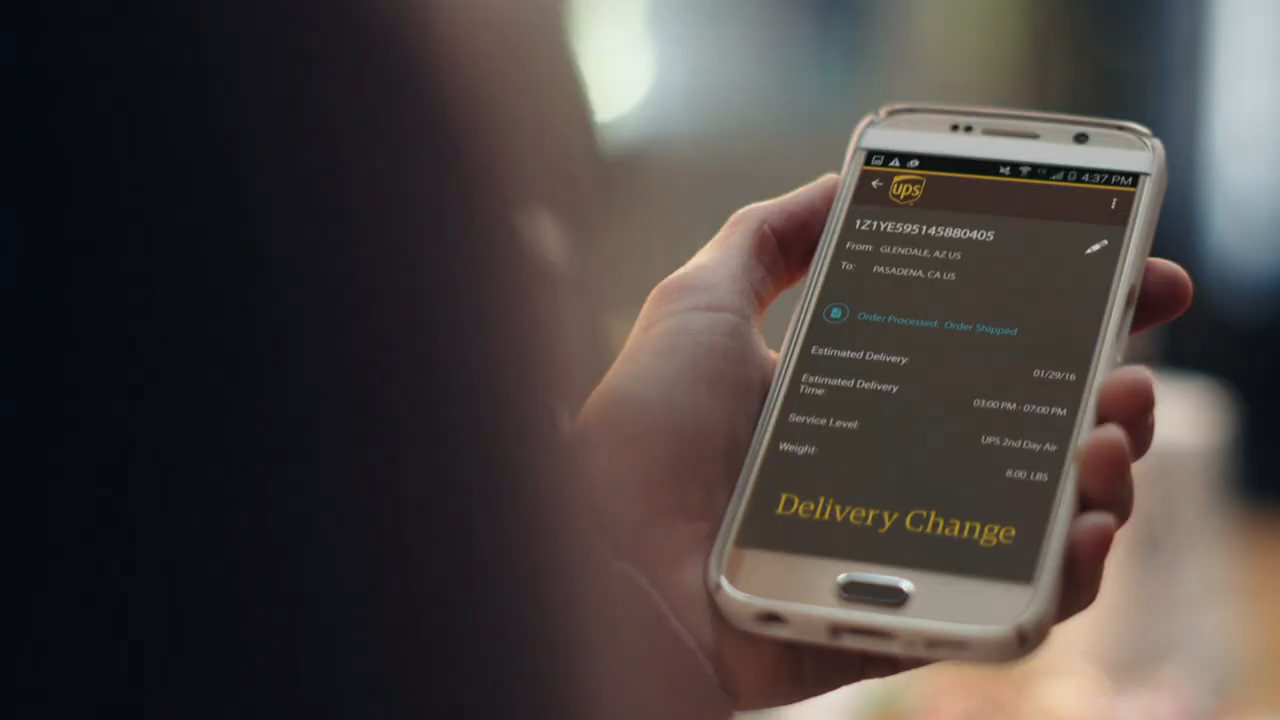 4:37 PM
ups
1Z1YE595145880405
From: GLENDALE, AZ US
To: PASADENA, CA US
Order Processed: Order Shipped
Estimated Delivery: 01/29/16
Estimated Delivery
Time: 03:00 PM - 07:00 PM
Service Level: UPS 2nd Day Air
Weight: 8.00 LBS
Delivery Change